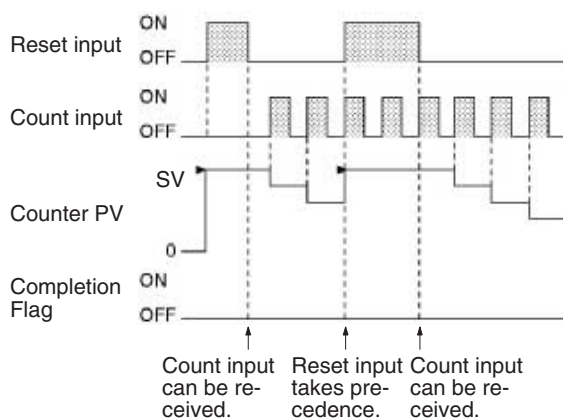 Reset input
ON
OFF
Count input
ON
OFF
Counter PV
SV
0
Completion
Flag
ON
OFF
Count input
can be re-
ceived.
Reset input
takes pre-
cedence.
Count input
can be re-
ceived.